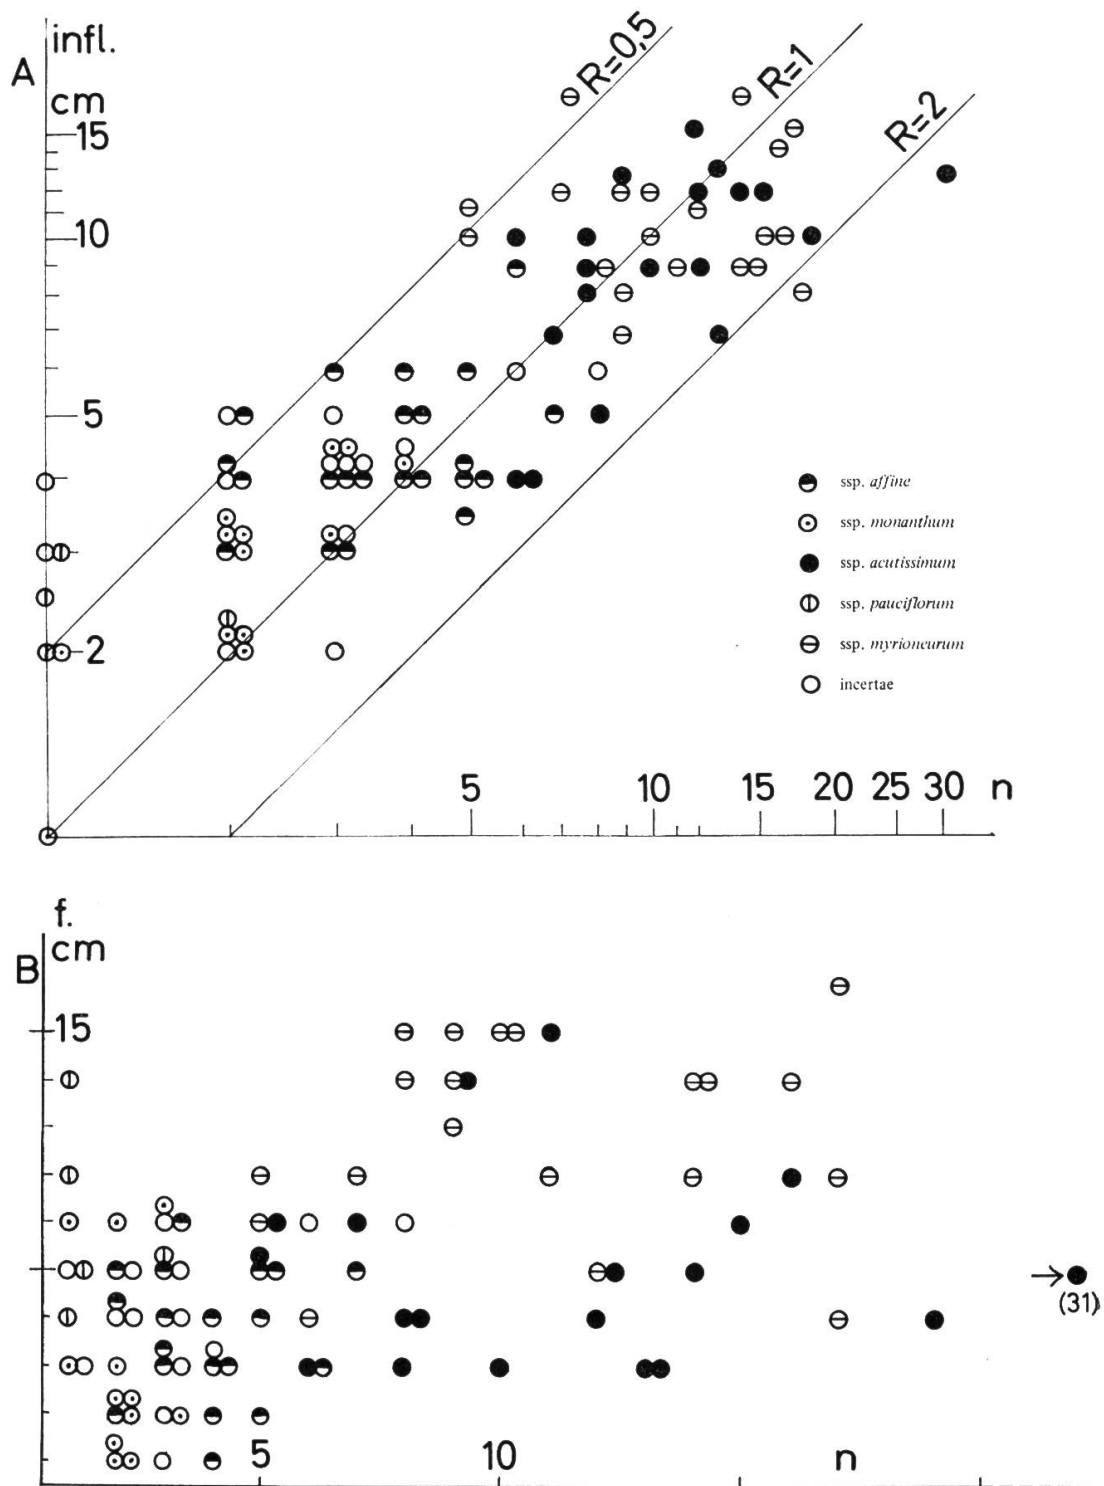 A
infl.
cm
15
10
5
2
R=0,5
R=1
R=2
ssp. affine
ssp. monanthum
ssp. acutissimum
ssp. pauciflorum
ssp. myrioneurum
incertae
5 10 15 20 25 30 n
B
f.
cm
15
(31)
5 10 n